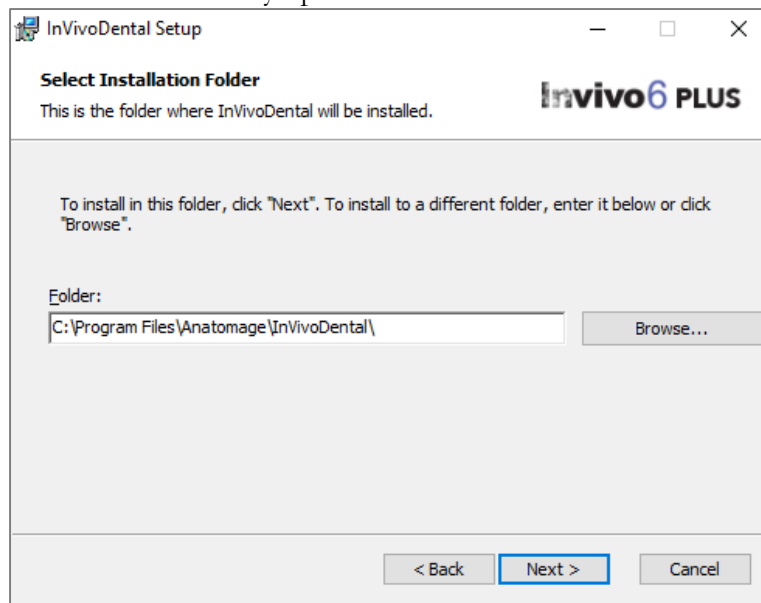 InVivoDental Setup
Select Installation Folder
This is the folder where InVivoDental will be installed.
Invivo6 PLUS
To install in this folder, click "Next". To install to a different folder, enter it below or click
"Browse".
Folder:
C:\Program Files\Anatomage\InVivoDental\
Browse...
< Back
Next >
Cancel